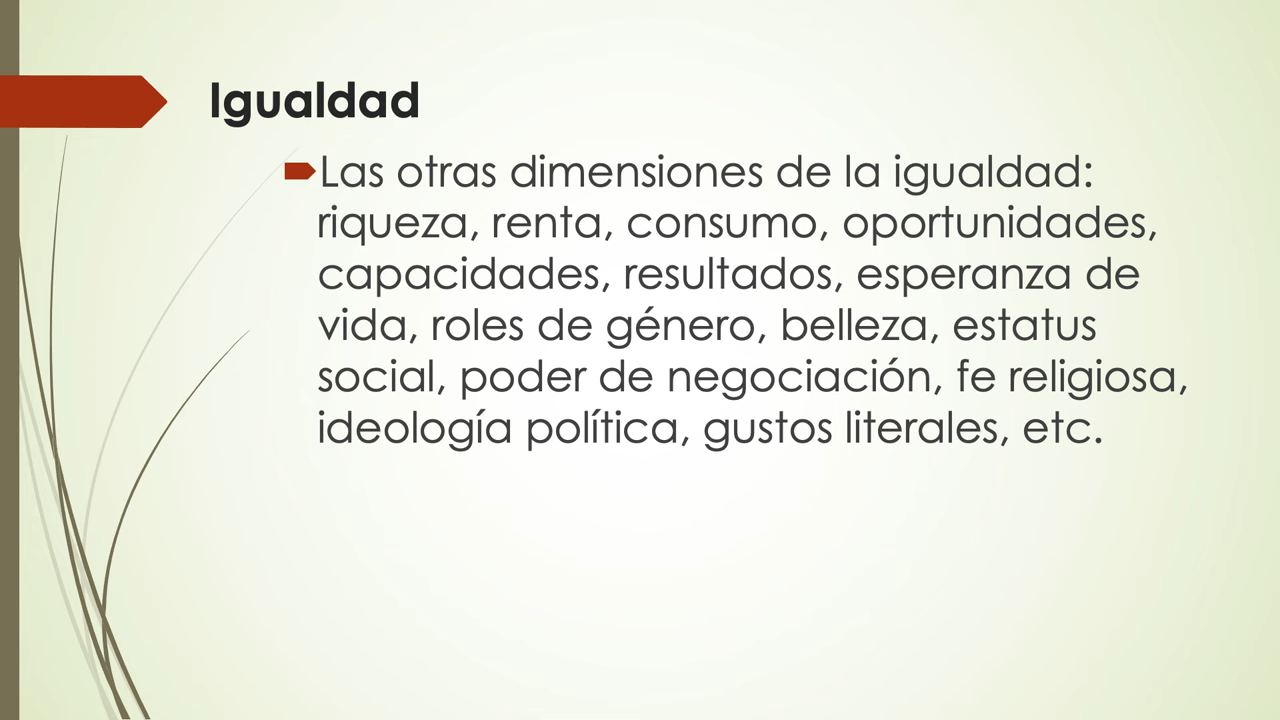 Igualdad
Las otras dimensiones de la igualdad:
riqueza, renta, consumo, oportunidades,
capacidades, resultados, esperanza de
vida, roles de género, belleza, estatus
social, poder de negociación, fe religiosa,
ideología política, gustos literales, etc.